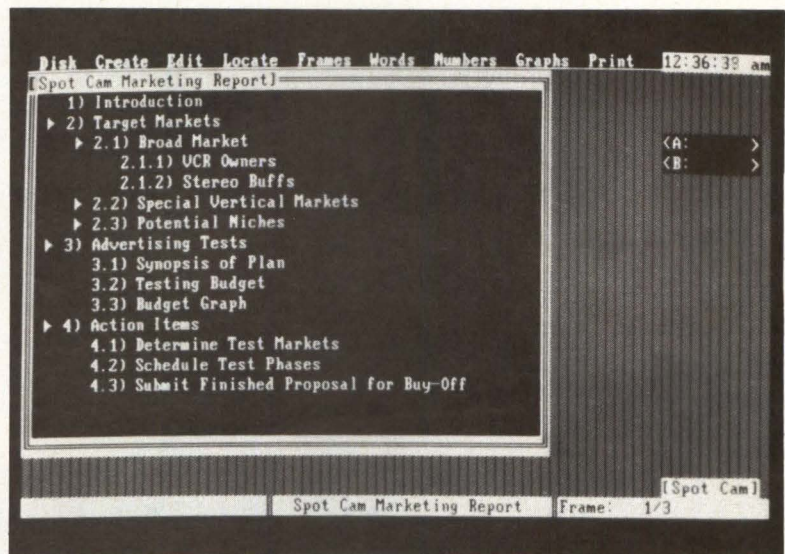 Disk Create Edit Locate Frames Words Numbers Graphs Print 12:36:39 am
[Spot Cam Marketing Report]
1) Introduction
▶ 2) Target Markets
▶ 2.1) Broad Market
2.1.1) VCR Owners
2.1.2) Stereo Buffs
▶ 2.2) Special Vertical Markets
▶ 2.3) Potential Niches
▶ 3) Advertising Tests
3.1) Synopsis of Plan
3.2) Testing Budget
3.3) Budget Graph
▶ 4) Action Items
4.1) Determine Test Markets
4.2) Schedule Test Phases
4.3) Submit Finished Proposal for Buy-Off
<A: >
<B: >
[Spot Cam]
Spot Cam Marketing Report Frame: 1/3